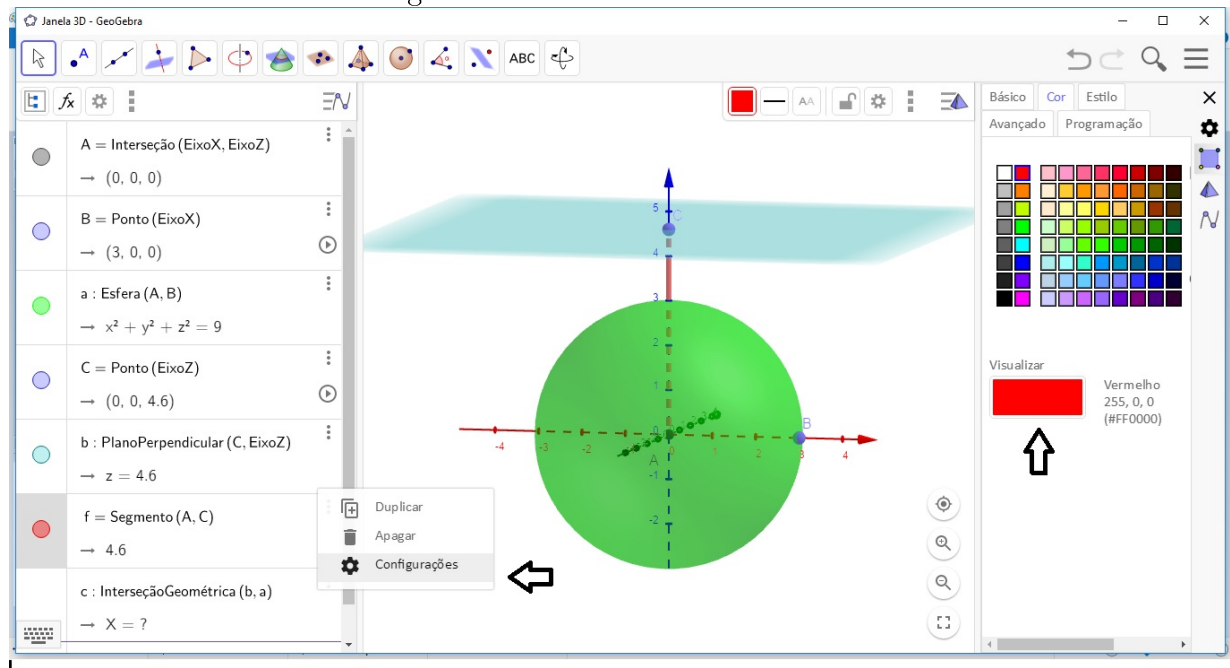 Janela 3D - GeoGebra
ABC
fx
A = Interseção (EixoX, EixoZ)
→ (0, 0, 0)
B = Ponto (EixoX)
→ (3, 0, 0)
a : Esfera (A, B)
→ x² + y² + z² = 9
C = Ponto (EixoZ)
→ (0, 0, 4.6)
b : PlanoPerpendicular (C, EixoZ)
→ z = 4.6
f = Segmento (A, C)
→ 4.6
c : InterseçãoGeométrica (b, a)
→ X = ?
Duplicar
Apagar
Configurações
AA
5
C
4
3
2
1
0
-4
-3
-2
A
0
1
2
3
4
B
-1
-2
Básico
Cor
Estilo
Avançado
Programação
Visualizar
Vermelho
255, 0, 0
(#FF0000)